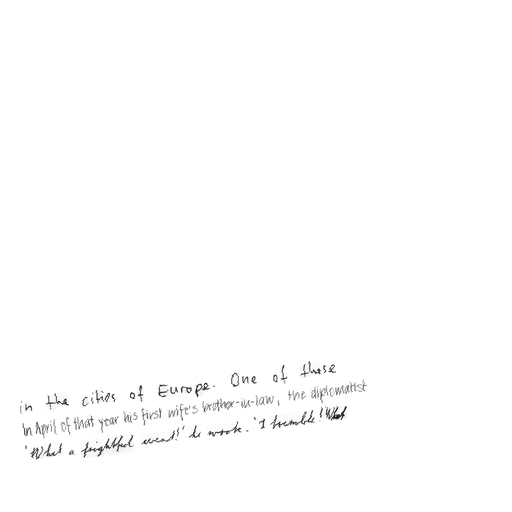 in the cities of Europe. One of these
In April of that year his first wife's brother-in-law, the diplomatist
'What a frightful event!' he wrote. 'I tremble! What